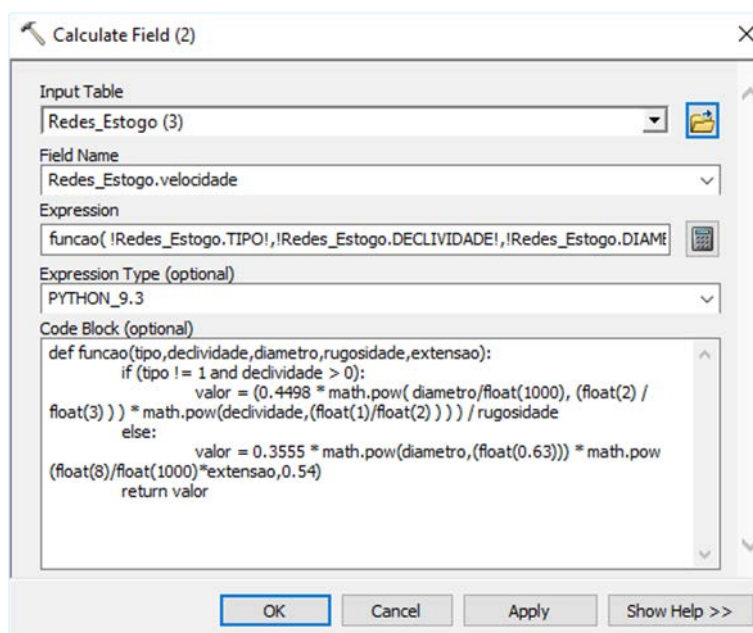 Calculate Field (2)
Input Table
Redes_Estogo (3)
Field Name
Redes_Estogo.velocidade
Expression
funcao( !Redes_Estogo.TIPO!,!Redes_Estogo.DECLIVIDADE!,!Redes_Estogo.DIAME
Expression Type (optional)
PYTHON_9.3
Code Block (optional)
def funcao(tipo,declividade,diametro,rugosidade,extensao):
if (tipo != 1 and declividade > 0):
valor = (0.4498 * math.pow( diametro/float(1000), (float(2) /
float(3) ) ) * math.pow(declividade,(float(1)/float(2) ) ) ) / rugosidade
else:
valor = 0.3555 * math.pow(diametro,(float(0.63))) * math.pow
(float(8)/float(1000)*extensao,0.54)
return valor
OK
Cancel
Apply
Show Help >>